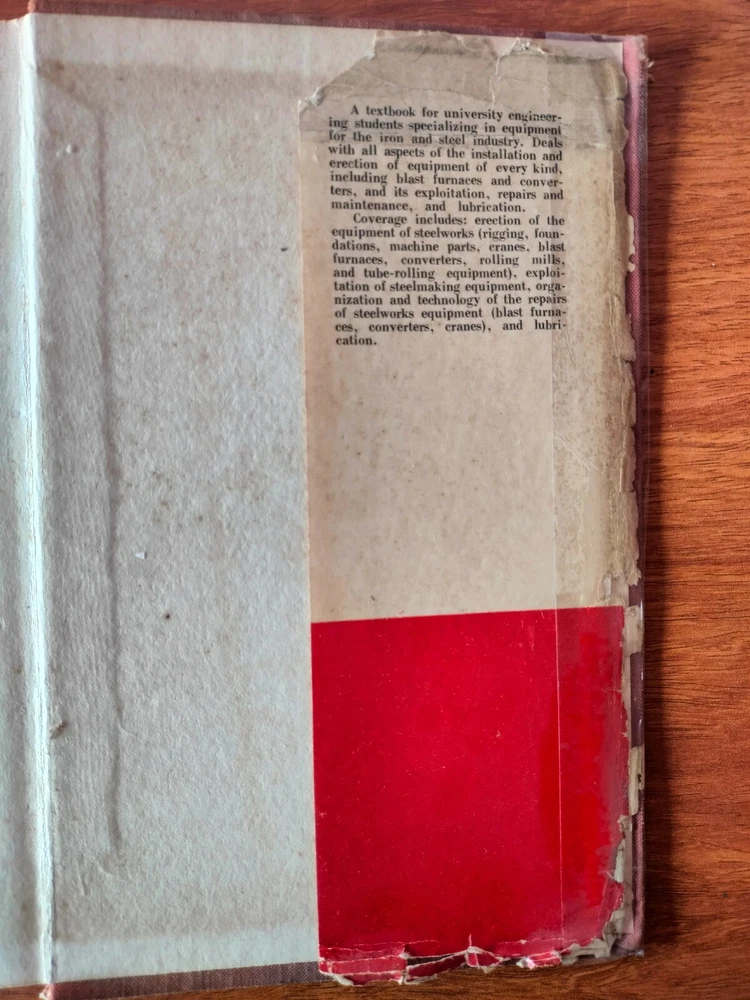 A textbook for university engineer-
ing students specializing in equipment
for the iron and steel industry. Deals
with all aspects of the installation and
erection of equipment of every kind,
including blast furnaces and conver-
ters, and its exploitation, repairs and
maintenance, and lubrication.
Coverage includes: erection of the
equipment of steelworks (rigging, foun-
dations, machine parts, cranes, blast
furnaces, converters, rolling mills,
and tube-rolling equipment), exploi-
tation of steelmaking equipment, orga-
nization and technology of the repairs
of steelworks equipment (blast furna-
ces, converters, cranes), and lubri-
cation.